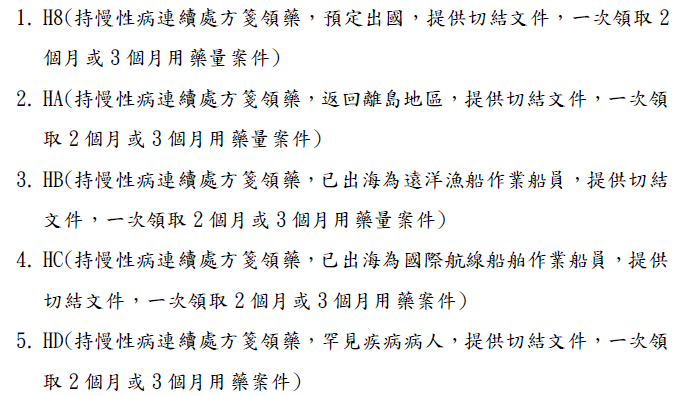 1. H8(持慢性病連續處方箋領藥，預定出國，提供切結文件，一次領取 2
個月或 3 個月用藥量案件)
2. HA(持慢性病連續處方箋領藥，返回離島地區，提供切結文件，一次領
取 2 個月或 3 個月用藥量案件)
3. HB(持慢性病連續處方箋領藥，已出海為遠洋漁船作業船員，提供切結
文件，一次領取 2 個月或 3 個月用藥量案件)
4. HC(持慢性病連續處方箋領藥，已出海為國際航線船舶作業船員，提供
切結文件，一次領取 2 個月或 3 個月用藥案件)
5. HD(持慢性病連續處方箋領藥，罕見疾病病人，提供切結文件，一次領
取 2 個月或 3 個月用藥案件)